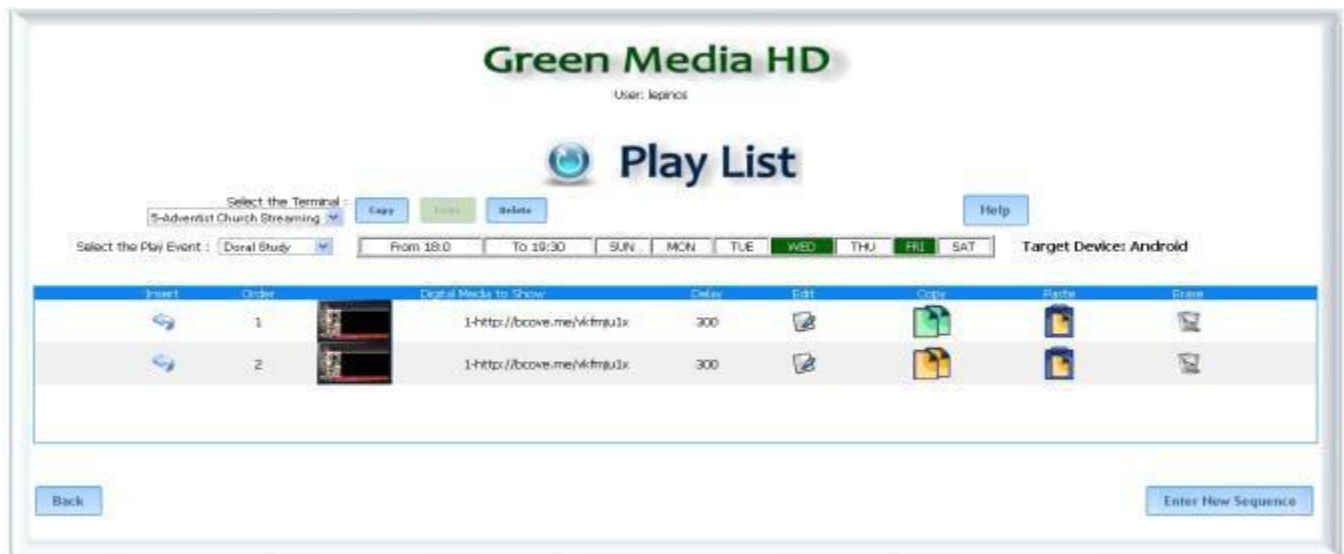 Green Media HD
User: lepinos
Play List
Select the Terminal :
5-Adventist Church Streaming Copy Delete Help
Select the Play Event : Doral Study From 18:0 To 19:30 SUN MON TUE WED THU FRI SAT Target Device: Android
Insert Order Digital Media to Show Delay Edit Copy Paste Erase
1 1-http://bcove.me/vkfmju1x 300
2 1-http://bcove.me/vkfmju1x 300
Back Enter New Sequence